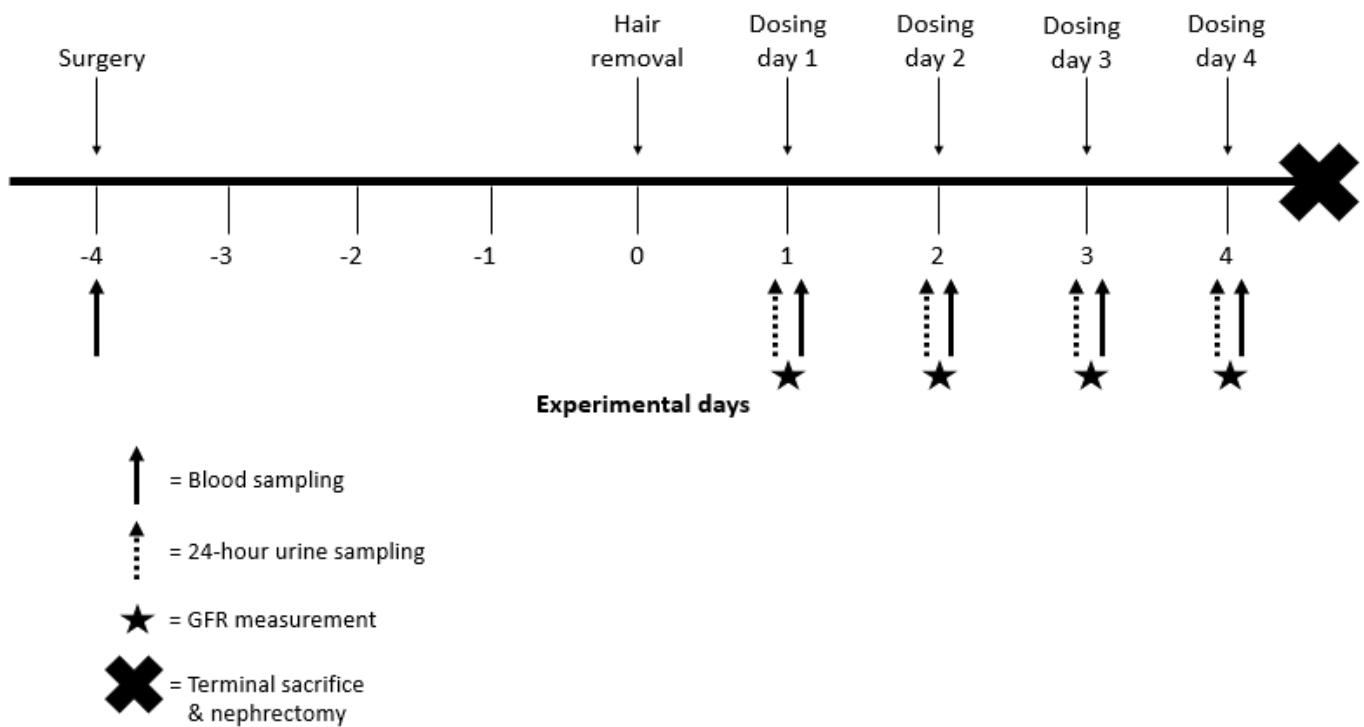 Surgery
Hair
removal
Dosing
day 1
Dosing
day 2
Dosing
day 3
Dosing
day 4
-4
-3
-2
-1
0
1
2
3
4
Experimental days
= Blood sampling
= 24-hour urine sampling
= GFR measurement
= Terminal sacrifice
& nephrectomy